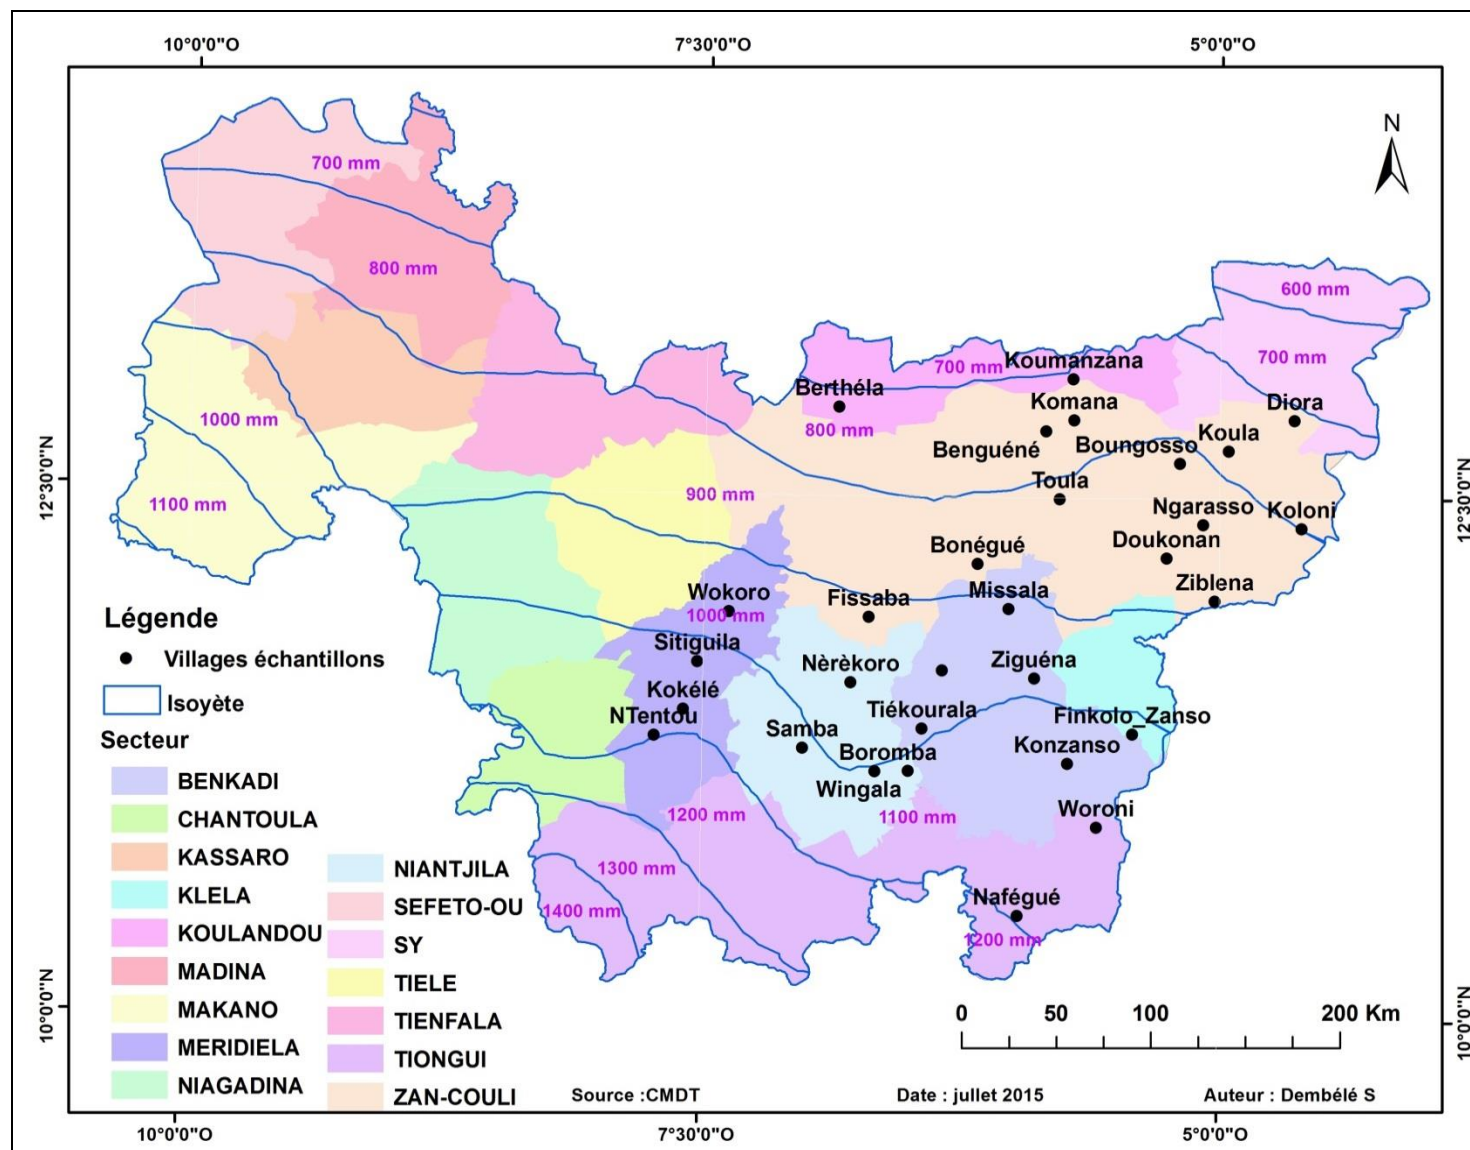 10°0'0"O
7°30'0"O
5°0'0"O
N
700 mm
800 mm
600 mm
700 mm
700 mm
Koumanzana
Berthéla
Komana
Diora
1000 mm
800 mm
Benguéné
Boungosso
Koula
12°30'0"N
12°30'0"N
1100 mm
900 mm
Toula
Ngarasso
Koloni
Doukonan
Bonégué
Ziblena
Wokoro
1000 mm
Fissaba
Missala
Sitiguila
Nèrèkoro
Ziguéna
Kokélé
NTentou
Tiékourala
Finkolo_Zanso
Samba
Boromba
Konzanso
Wingala
1200 mm
1100 mm
Woroni
1300 mm
1400 mm
Nafégué
1200 mm
Légende
Villages échantillons
Isoyète
Secteur
BENKADI
CHANTOULA
KASSARO
KLELA
KOULANDOU
MADINA
MAKANO
MERIDIELA
NIAGADINA
NIANTJILA
SEFETO-OU
SY
TIELE
TIENFALA
TIONGUI
ZAN-COULI
0 50 100 200 Km
10°0'0"N
10°0'0"N
Source :CMDT
Date : jullet 2015
Auteur : Dembélé S
10°0'0"O
7°30'0"O
5°0'0"O